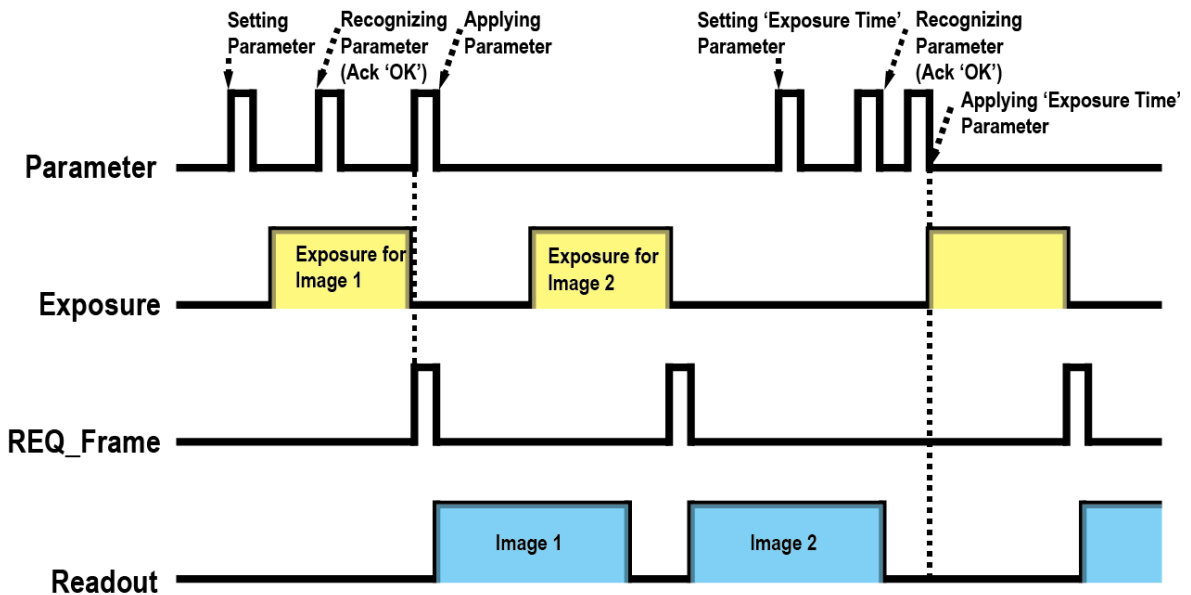 Setting
Parameter
Recognizing
Parameter
(Ack ‘OK’)
Applying
Parameter
Setting ‘Exposure Time’
Parameter
Recognizing
Parameter
(Ack ‘OK’)
Applying ‘Exposure Time’
Parameter
Parameter
Exposure for
Image 1
Exposure for
Image 2
Exposure
REQ_Frame
Image 1
Image 2
Readout